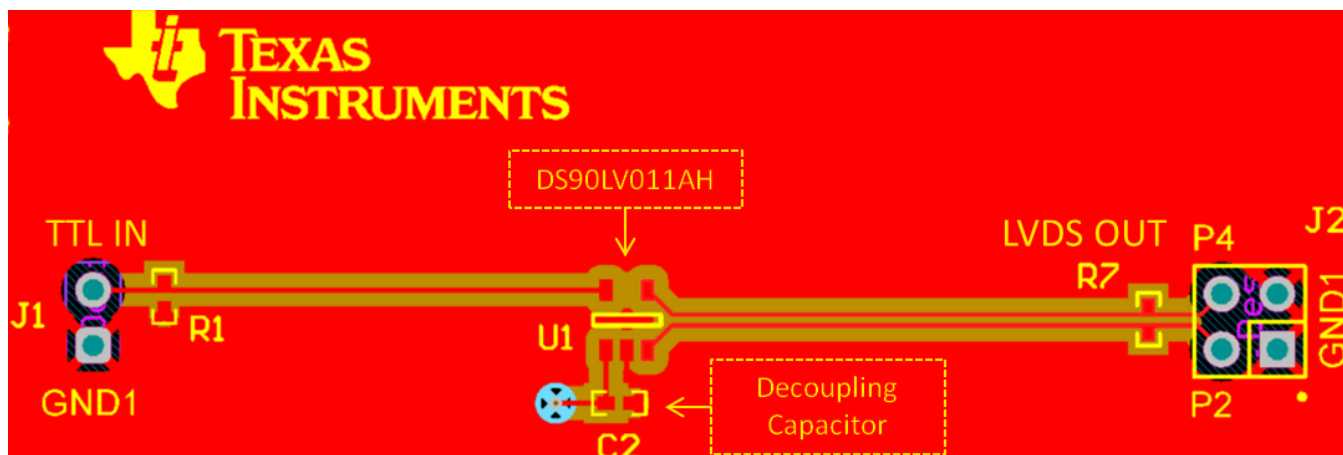 TEXAS
INSTRUMENTS
DS90LV011AH
TTL IN
LVDS OUT
P4
J2
R7
J1
R1
U1
GND1
GND1
Decoupling
Capacitor
P2
C2